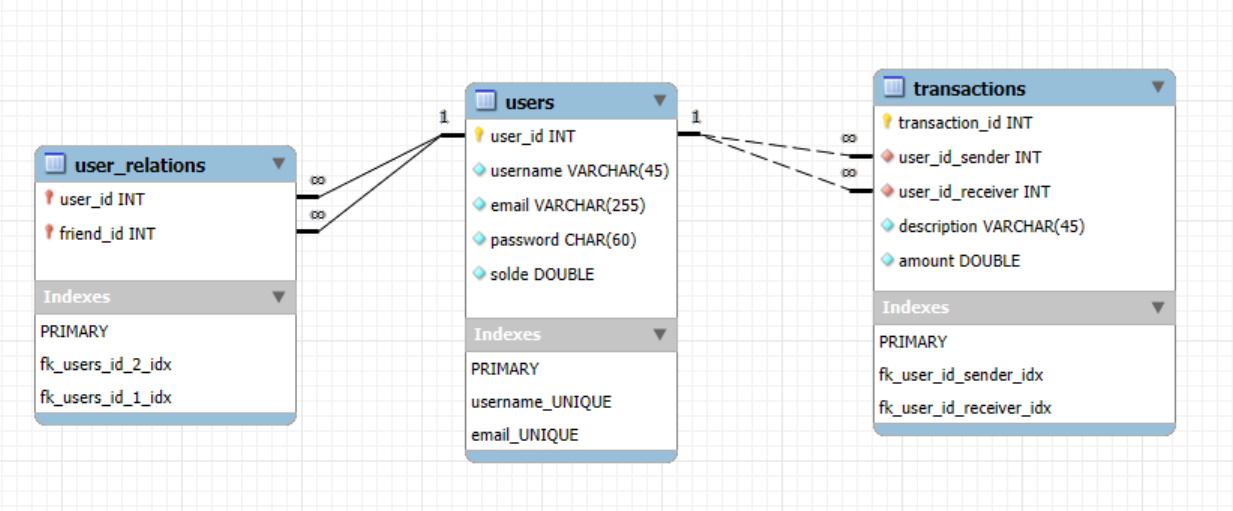 user_relations
user_id INT
friend_id INT
Indexes
PRIMARY
fk_users_id_2_idx
fk_users_id_1_idx
∞
∞
1
users
user_id INT
username VARCHAR(45)
email VARCHAR(255)
password CHAR(60)
solde DOUBLE
Indexes
PRIMARY
username_UNIQUE
email_UNIQUE
1
∞
∞
transactions
transaction_id INT
user_id_sender INT
user_id_receiver INT
description VARCHAR(45)
amount DOUBLE
Indexes
PRIMARY
fk_user_id_sender_idx
fk_user_id_receiver_idx